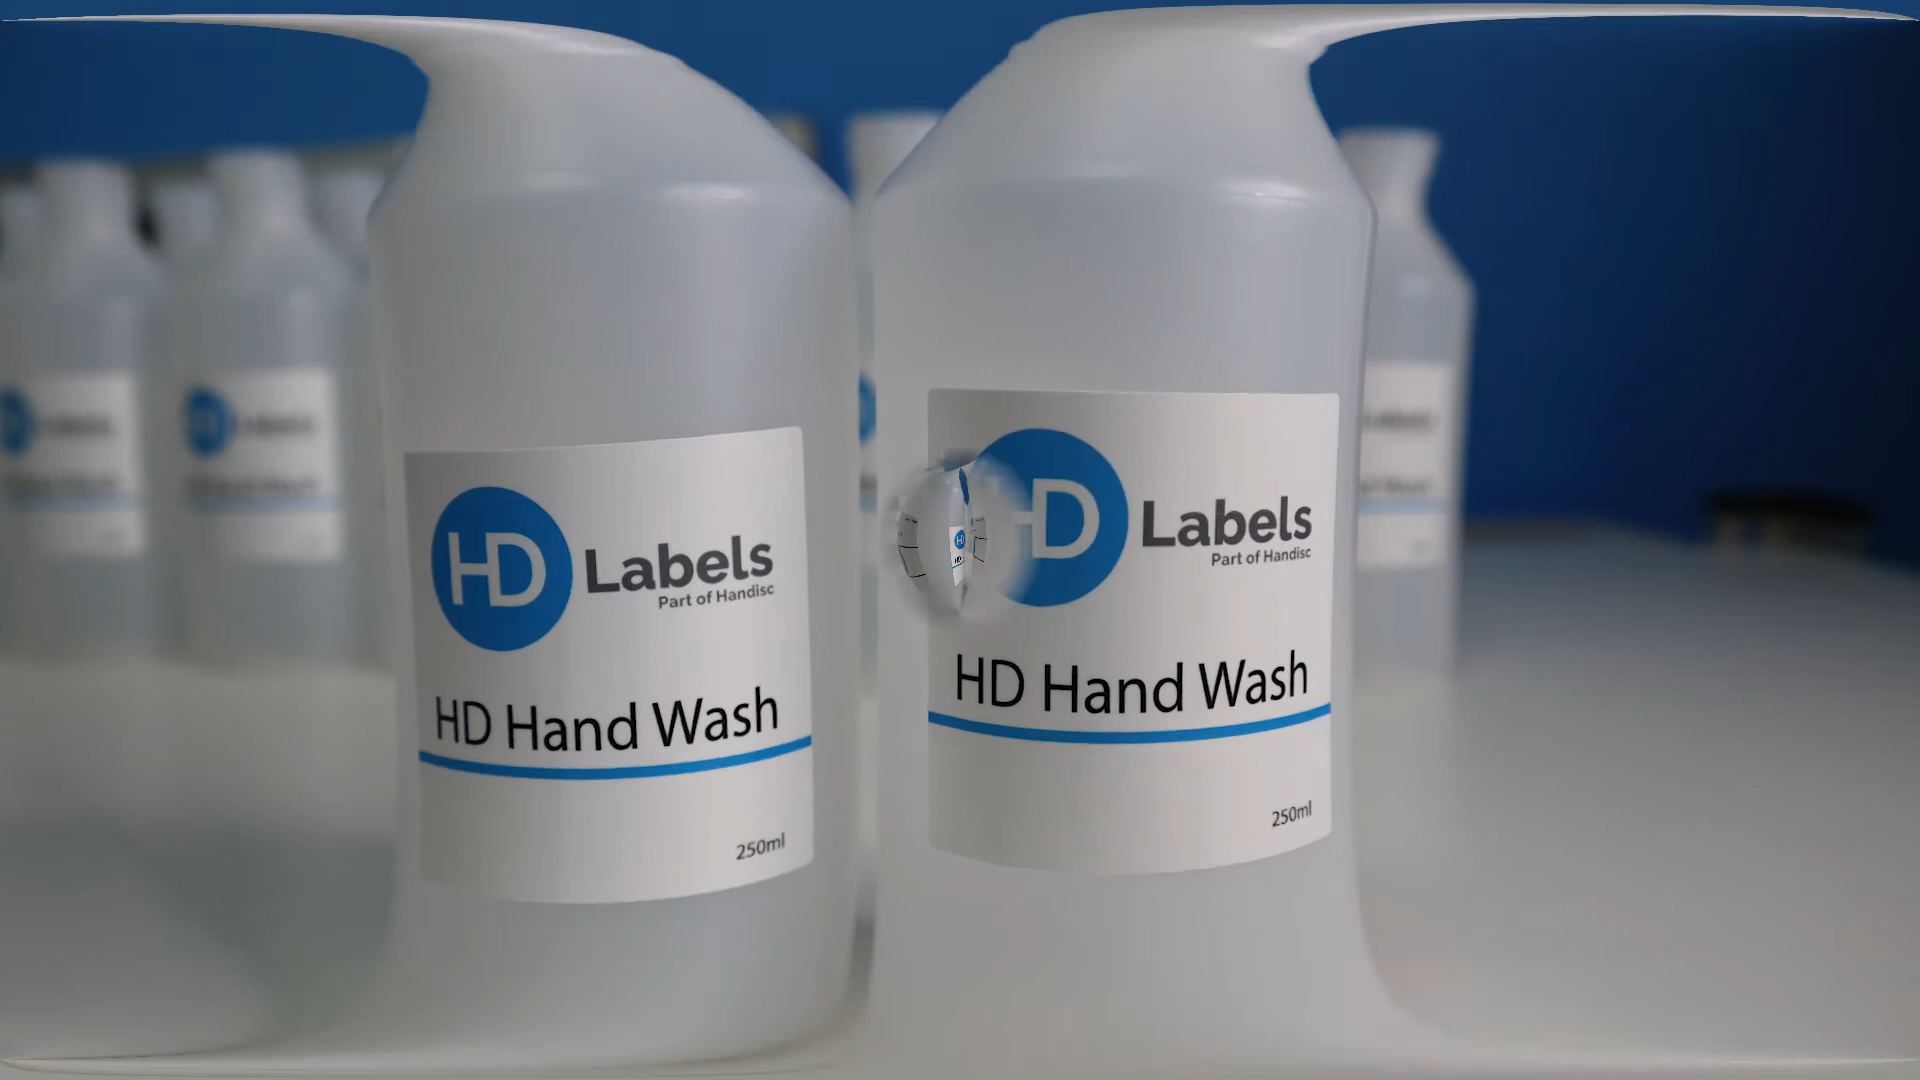 HD Labels
Part of Handisc
HD Hand Wash
250ml
HD Labels
Part of Handisc
HD Hand Wash
250ml